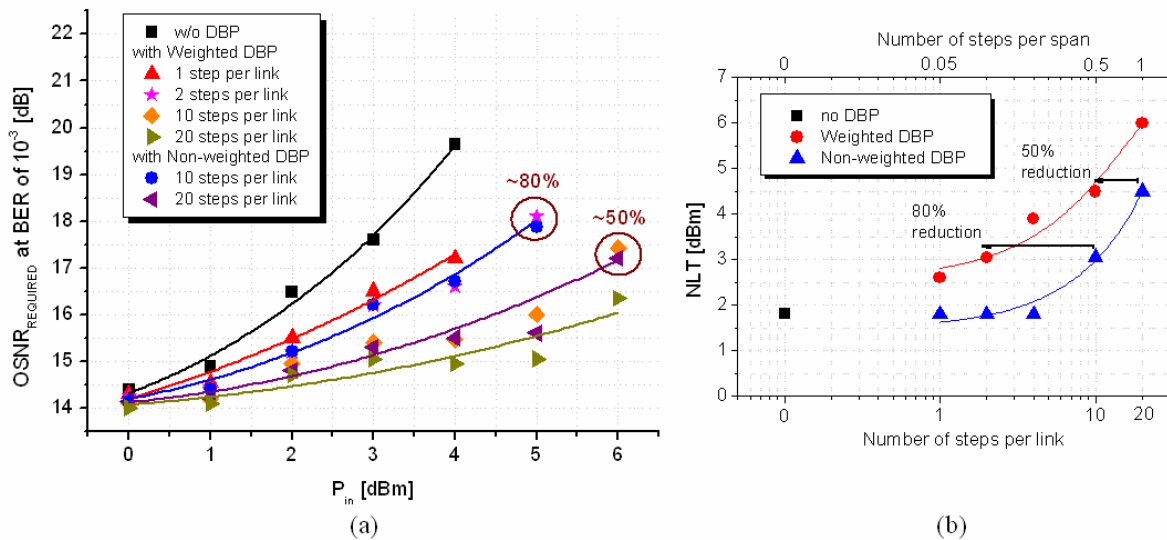 22
21
20
19
18
17
16
15
14
OSNR_REQUIRED at BER of 10^-3 [dB]
w/o DBP
with Weighted DBP
1 step per link
2 steps per link
10 steps per link
20 steps per link
with Non-weighted DBP
10 steps per link
20 steps per link
~80%
~50%
0 1 2 3 4 5 6
P_in [dBm]
(a)
Number of steps per span
0 0.05 0.5 1
7
6
5
4
3
2
1
0
NLT [dBm]
no DBP
Weighted DBP
Non-weighted DBP
50%
reduction
80%
reduction
0 1 10 20
Number of steps per link
(b)